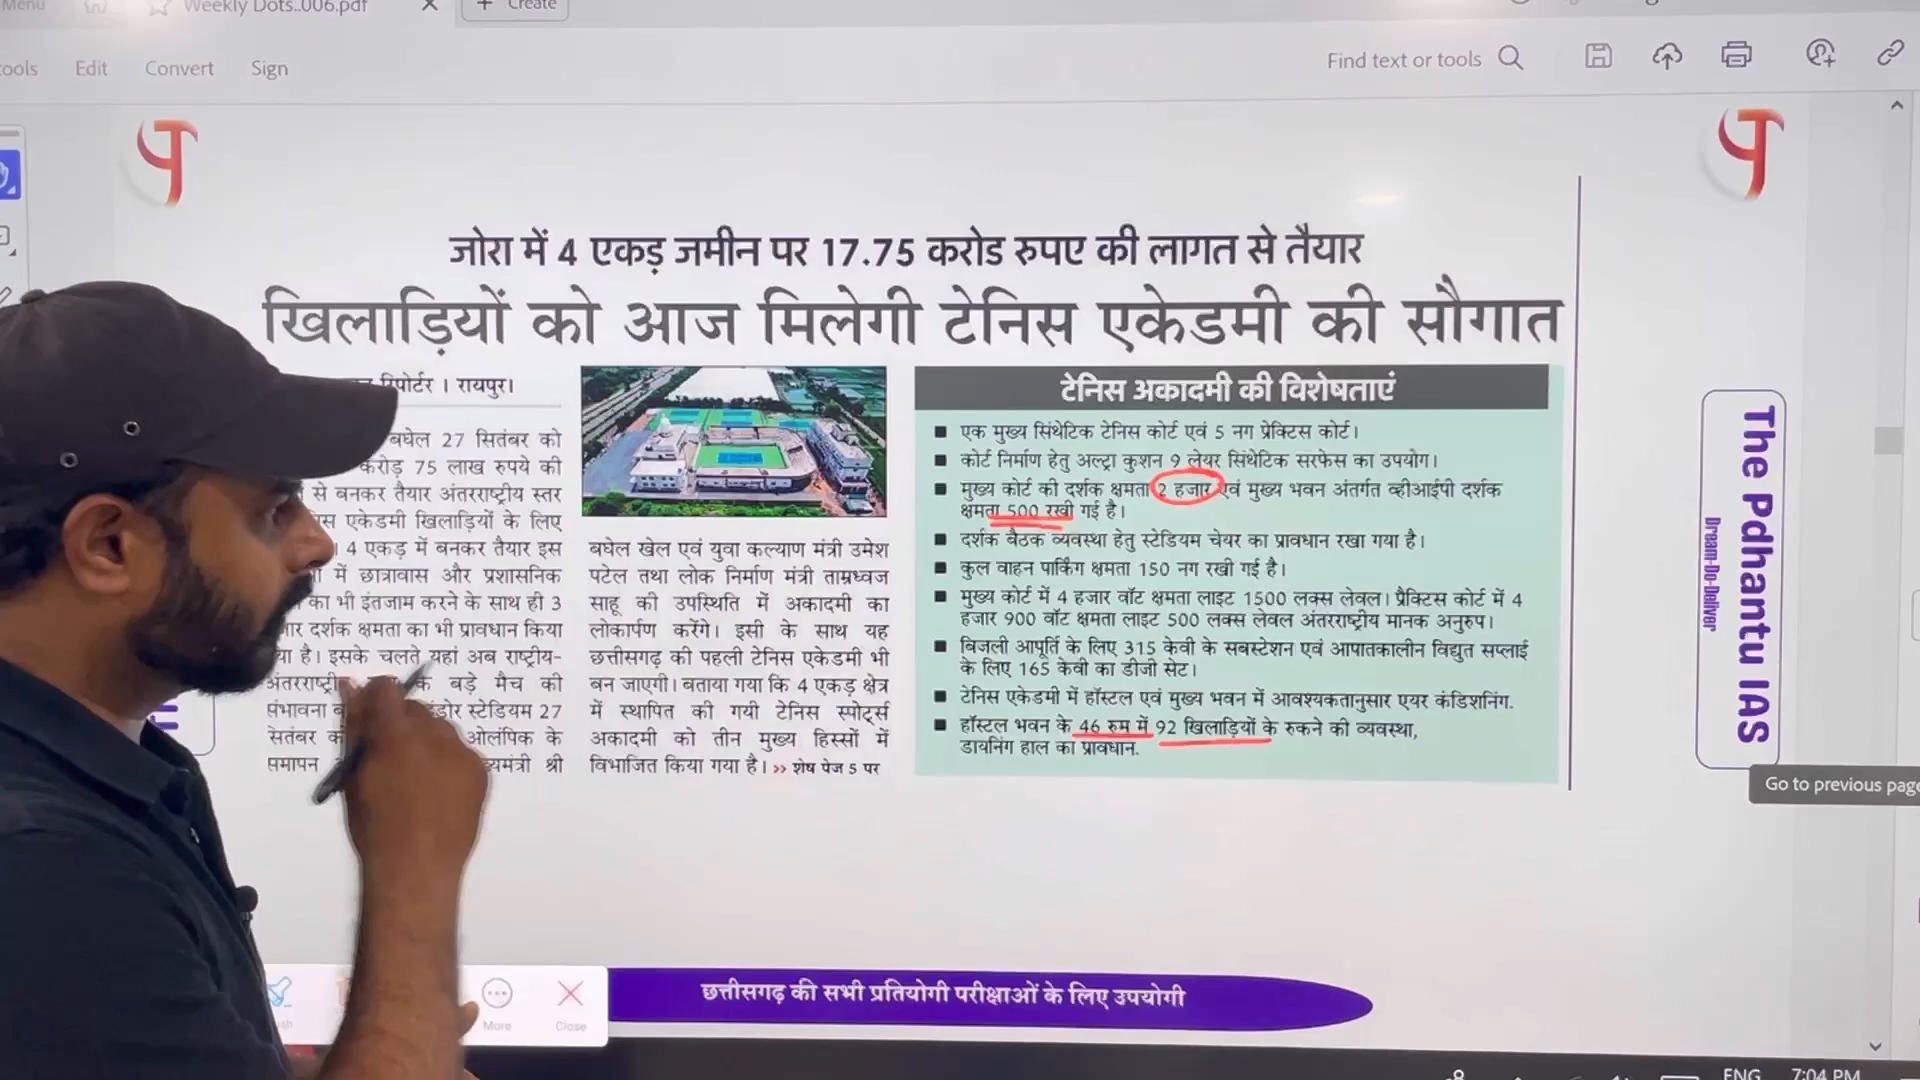 Menu
Weekly Dots..006.pdf
Create
Edit
Convert
Sign
Find text or tools
जोरा में 4 एकड़ जमीन पर 17.75 करोड रुपए की लागत से तैयार
खिलाड़ियों को आज मिलेगी टेनिस एकेडमी की सौगात
रिपोर्टर । रायपुर।
बघेल 27 सितंबर को
करोड़ 75 लाख रुपये की
से बनकर तैयार अंतरराष्ट्रीय स्तर
एकेडमी खिलाड़ियों के लिए
। 4 एकड़ में बनकर तैयार इस
में छात्रावास और प्रशासनिक
का भी इंतजाम करने के साथ ही 3
दर्शक क्षमता का भी प्रावधान किया
है। इसके चलते यहां अब राष्ट्रीय-
के बड़े मैच की
संभावना
स्टेडियम 27
सितंबर
ओलंपिक के
समापन
श्री
बघेल खेल एवं युवा कल्याण मंत्री उमेश
पटेल तथा लोक निर्माण मंत्री ताम्रध्वज
साहू की उपस्थिति में अकादमी का
लोकार्पण करेंगे। इसी के साथ यह
छत्तीसगढ़ की पहली टेनिस एकेडमी भी
बन जाएगी। बताया गया कि 4 एकड़ क्षेत्र
में स्थापित की गयी टेनिस स्पोर्ट्स
अकादमी को तीन मुख्य हिस्सों में
विभाजित किया गया है। >> शेष पेज 5 पर
टेनिस अकादमी की विशेषताएं
■ एक मुख्य सिंथेटिक टेनिस कोर्ट एवं 5 नग प्रेक्टिस कोर्ट।
■ कोर्ट निर्माण हेतु अल्ट्रा कुशन 9 लेयर सिंथेटिक सरफेस का उपयोग।
■ मुख्य कोर्ट की दर्शक क्षमता 2 हजार एवं मुख्य भवन अंतर्गत व्हीआईपी दर्शक
क्षमता 500 रखी गई है।
■ दर्शक बैठक व्यवस्था हेतु स्टेडियम चेयर का प्रावधान रखा गया है।
■ कुल वाहन पार्किंग क्षमता 150 नग रखी गई है।
■ मुख्य कोर्ट में 4 हजार वॉट क्षमता लाइट 1500 लक्स लेवल। प्रैक्टिस कोर्ट में 4
हजार 900 वॉट क्षमता लाइट 500 लक्स लेवल अंतरराष्ट्रीय मानक अनुरुप।
■ बिजली आपूर्ति के लिए 315 केवी के सबस्टेशन एवं आपातकालीन विद्युत सप्लाई
के लिए 165 केवी का डीजी सेट।
■ टेनिस एकेडमी में हॉस्टल एवं मुख्य भवन में आवश्यकतानुसार एयर कंडिशनिंग.
■ हॉस्टल भवन के 46 रुम में 92 खिलाड़ियों के रुकने की व्यवस्था,
डायनिंग हाल का प्रावधान.
The Pdhantu IAS
Dream-Do-Deliver
Go to previous page
More
Close
छत्तीसगढ़ की सभी प्रतियोगी परीक्षाओं के लिए उपयोगी
ENG
7:04 PM